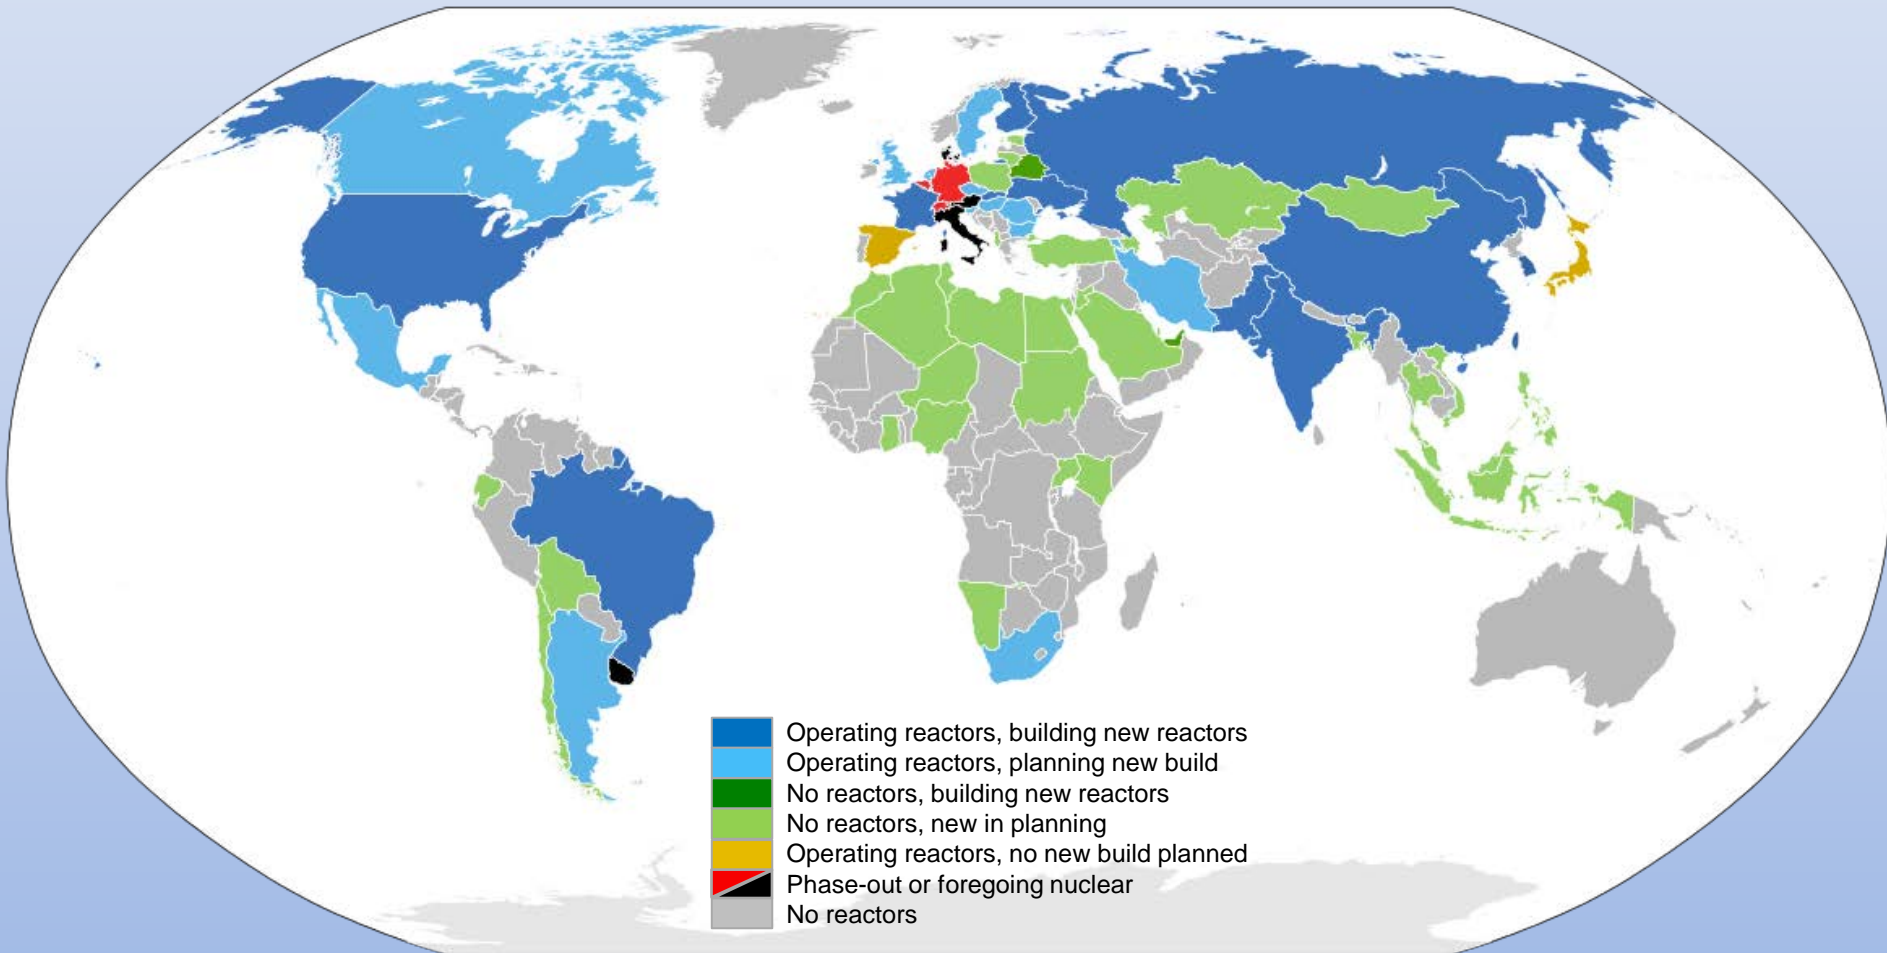 Operating reactors, building new reactors
Operating reactors, planning new build
No reactors, building new reactors
No reactors, new in planning
Operating reactors, no new build planned
Phase-out or foregoing nuclear
No reactors